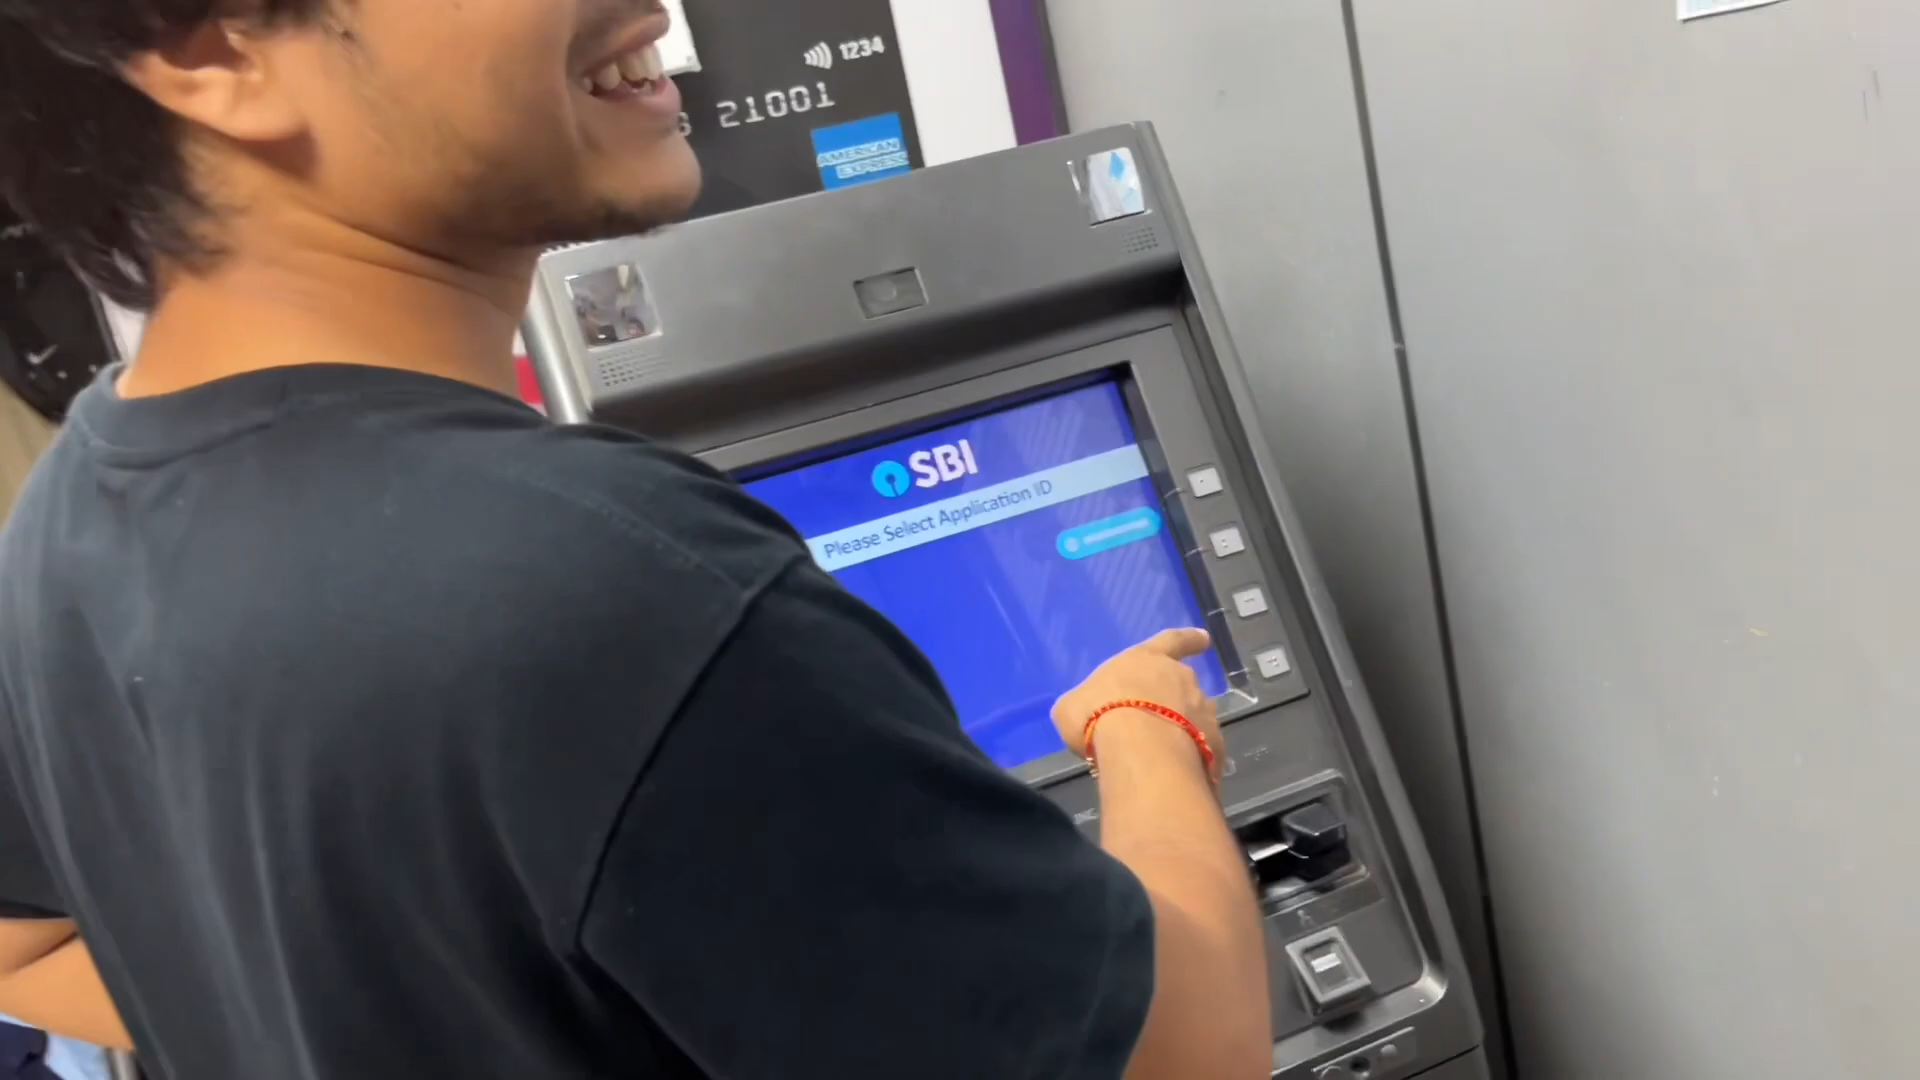 1234
21001
AMERICAN
EXPRESS
SBI
Please Select Application ID